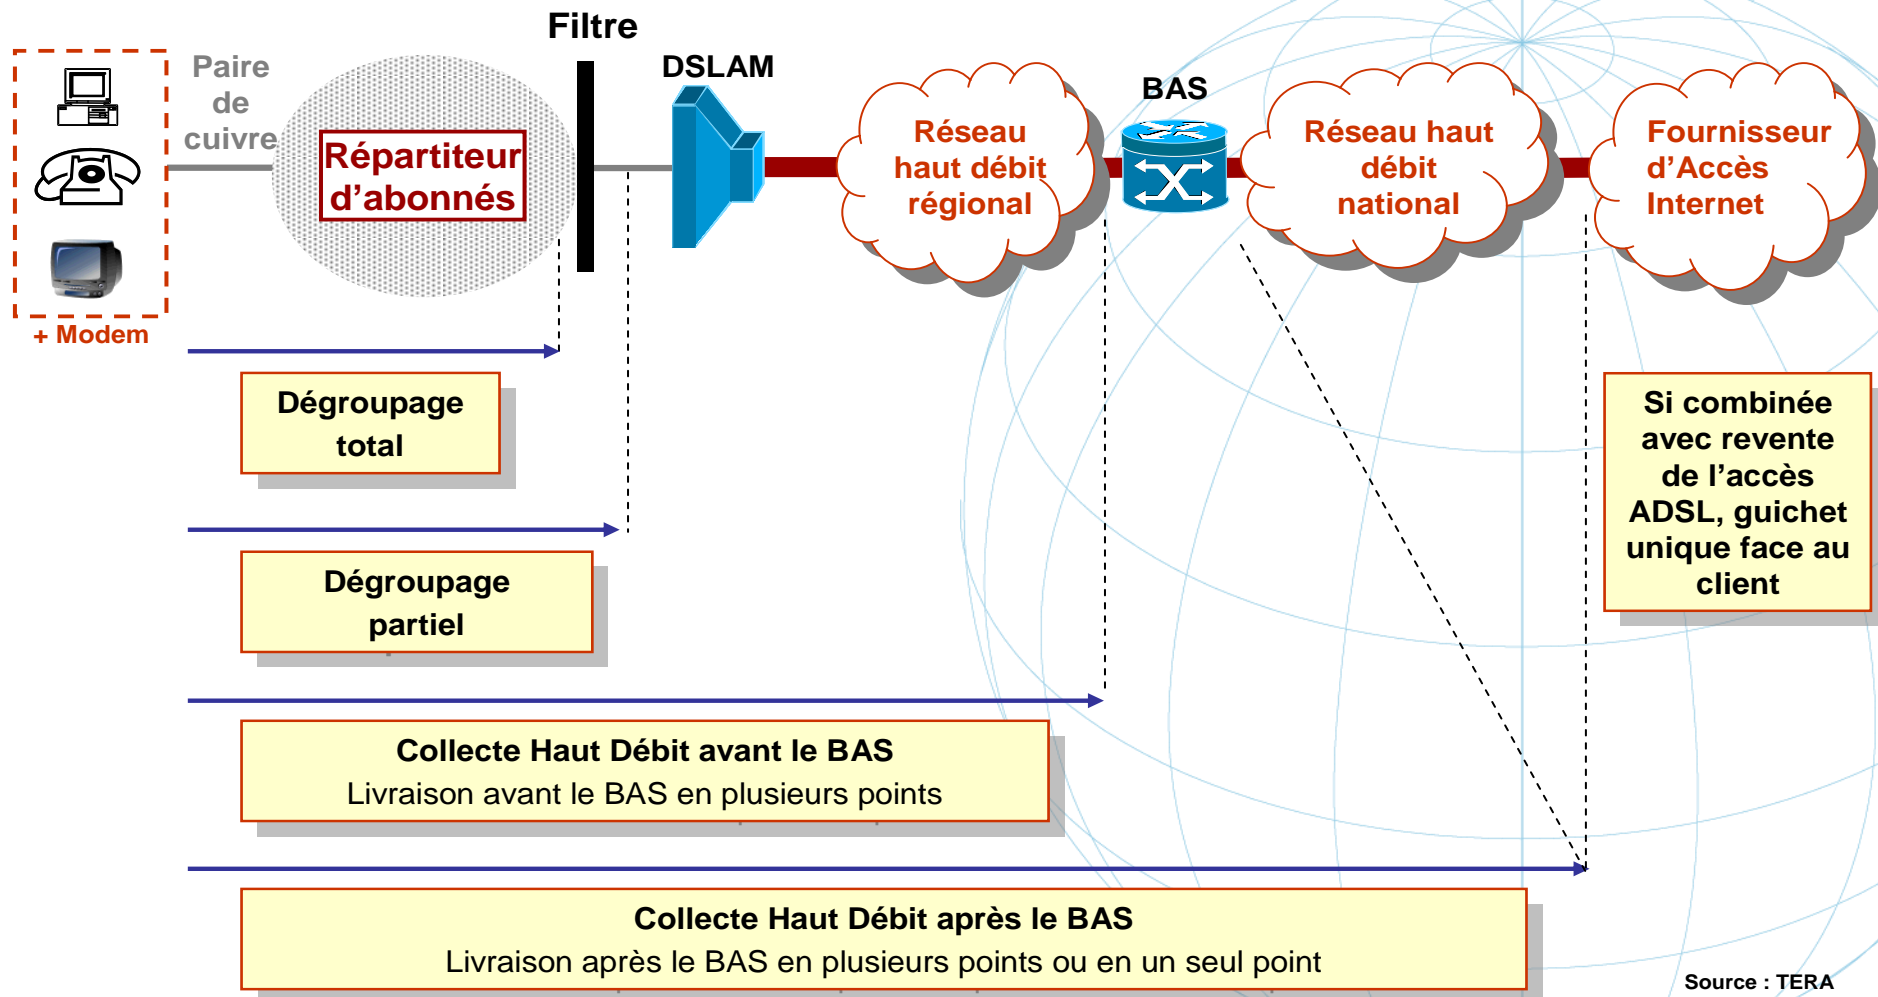 Filtre
Paire
de
cuivre
DSLAM
BAS
Répartiteur
d'abonnés
Réseau
haut débit
régional
Réseau haut
débit
national
Fournisseur
d'Accès
Internet
+ Modem
Dégroupage
total
Si combinée
avec revente
de l'accès
ADSL, guichet
unique face au
client
Dégroupage
partiel
Collecte Haut Débit avant le BAS
Livraison avant le BAS en plusieurs points
Collecte Haut Débit après le BAS
Livraison après le BAS en plusieurs points ou en un seul point
Source : TERA